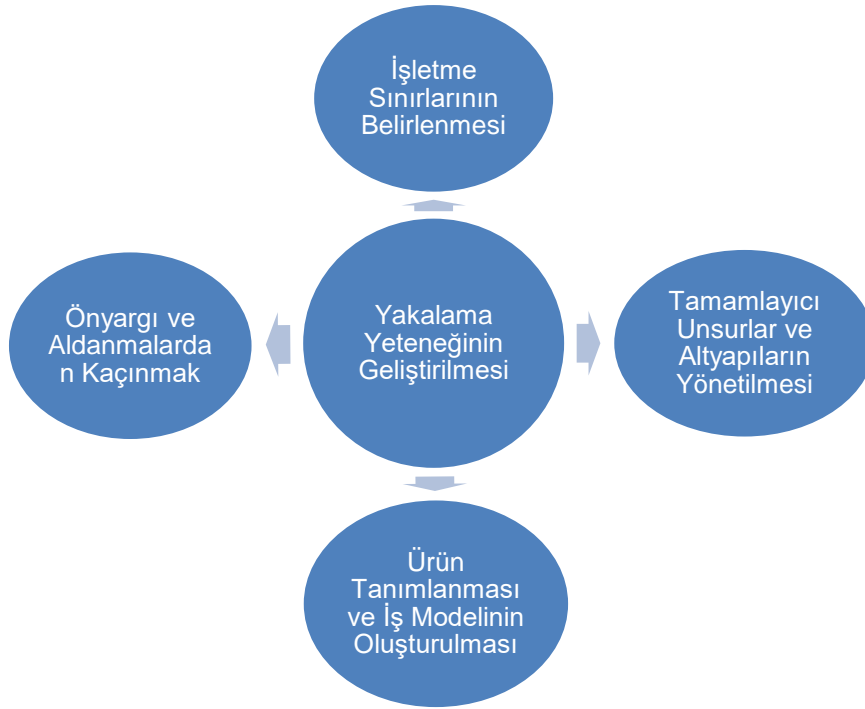 İşletme
Sınırlarının
Belirlenmesi
Önyargı ve
Aldanmalarda
n Kaçınmak
Yakalama
Yeteneğinin
Geliştirilmesi
Tamamlayıcı
Unsurlar ve
Altyapıların
Yönetilmesi
Ürün
Tanımlanması
ve İş Modelinin
Oluşturulması